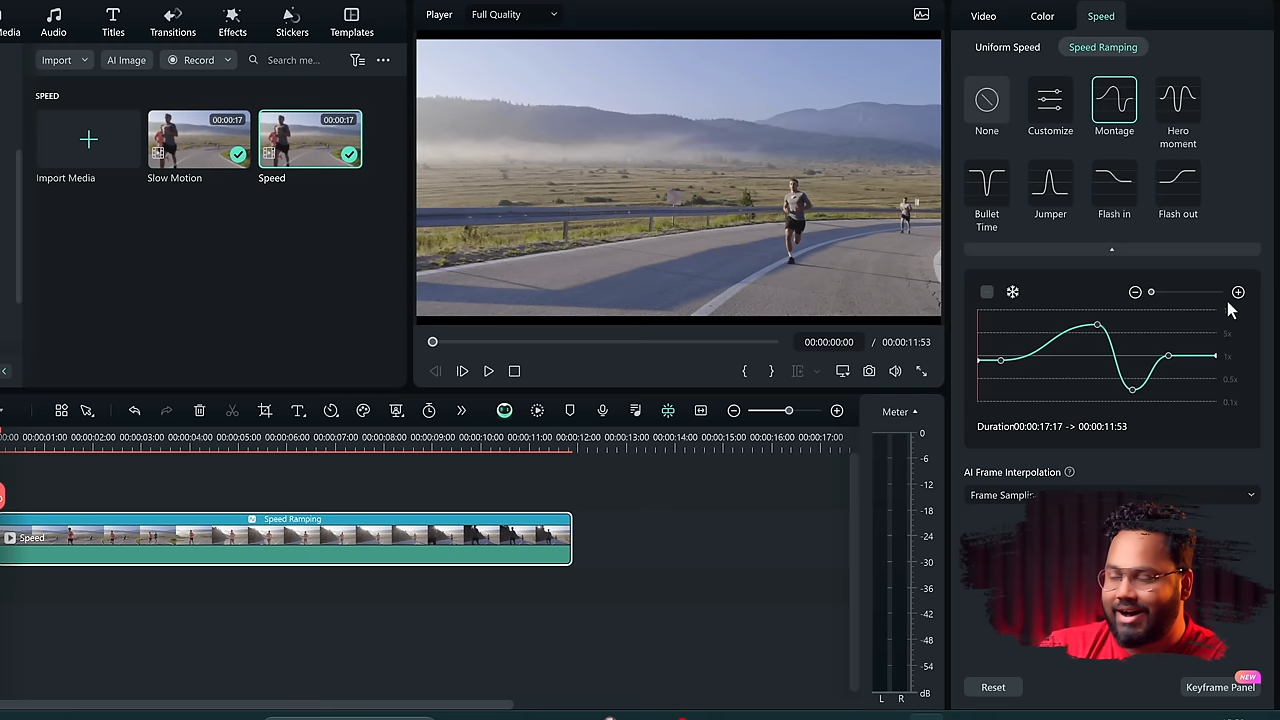 Media Audio Titles Transitions Effects Stickers Templates
Import AI Image Record Search me...
SPEED
00:00:17
00:00:17
Import Media Slow Motion Speed
Player Full Quality
00:00:00:00 / 00:00:11:53
Video Color Speed
Uniform Speed Speed Ramping
None Customize Montage Hero moment
Bullet Time Jumper Flash in Flash out
5x
1x
0.5x
0.1x
Duration00:00:17:17 -> 00:00:11:53
AI Frame Interpolation
Frame Samplin
Reset
NEW
Keyframe Panel
Meter
0
-6
-12
-18
-24
-30
-36
-42
-48
-54
dB
L R
00:00 00:00:01:00 00:00:02:00 00:00:03:00 00:00:04:00 00:00:05:00 00:00:06:00 00:00:07:00 00:00:08:00 00:00:09:00 00:00:10:00 00:00:11:00 00:00:12:00 00:00:13:00 00:00:14:00 00:00:15:00 00:00:16:00 00:00:17:00
Speed Ramping
Speed